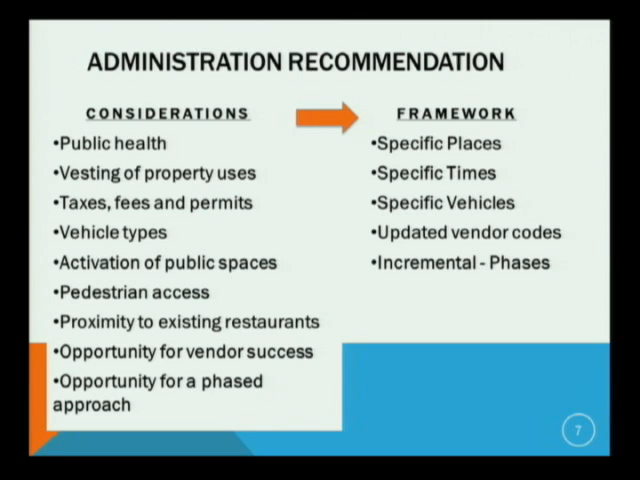 ADMINISTRATION RECOMMENDATION
CONSIDERATIONS
•Public health
•Vesting of property uses
•Taxes, fees and permits
•Vehicle types
•Activation of public spaces
•Pedestrian access
•Proximity to existing restaurants
•Opportunity for vendor success
•Opportunity for a phased
approach
FRAMEWORK
•Specific Places
•Specific Times
•Specific Vehicles
•Updated vendor codes
•Incremental - Phases
7